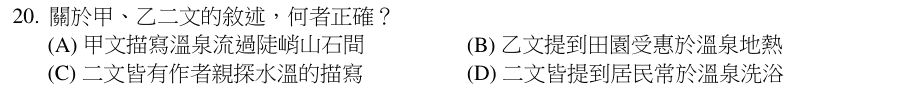 20. 關於甲、乙二文的敘述，何者正確？
(A) 甲文描寫溫泉流過陡峭山石間 (B) 乙文提到田園受惠於溫泉地熱
(C) 二文皆有作者親探水溫的描寫 (D) 二文皆提到居民常於溫泉洗浴